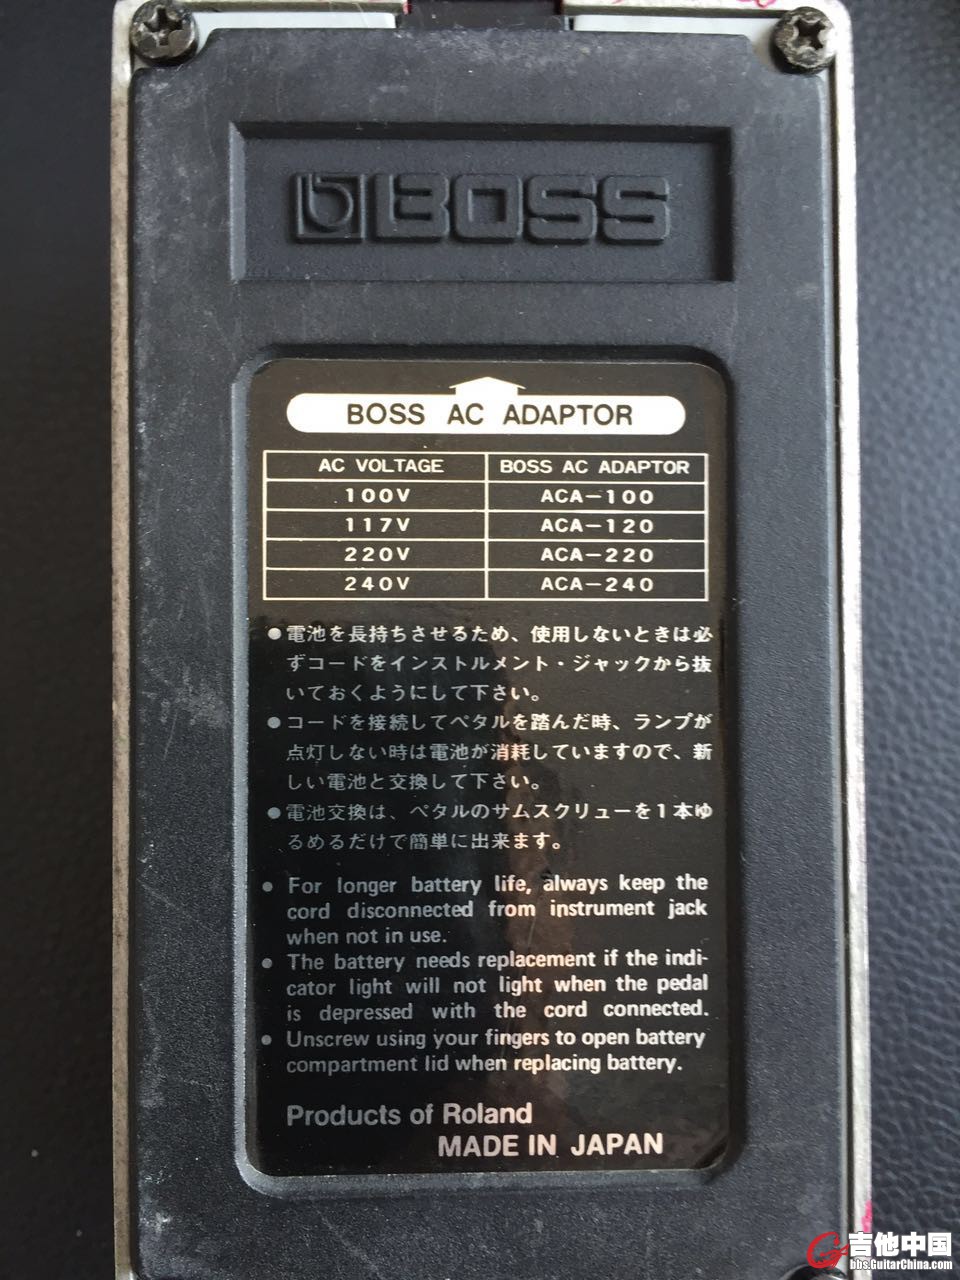 BOSS
BOSS AC ADAPTOR
AC VOLTAGE BOSS AC ADAPTOR
100V ACA-100
117V ACA-120
220V ACA-220
240V ACA-240
●電池を長持ちさせるため、使用しないときは必
ずコードをインストルメント・ジャックから抜
いておくようにして下さい。
●コードを接続してペタルを踏んだ時、ランプが
点灯しない時は電池が消耗していますので、新
しい電池と交換して下さい。
●電池交換は、ペタルのサムスクリューを1本ゆ
るめるだけで簡単に出来ます。
● For longer battery life, always keep the
cord disconnected from instrument jack
when not in use.
● The battery needs replacement if the indi-
cator light will not light when the pedal
is depressed with the cord connected.
● Unscrew using your fingers to open battery
compartment lid when replacing battery.
Products of Roland
MADE IN JAPAN
吉他中国
bbs.GuitarChina.com